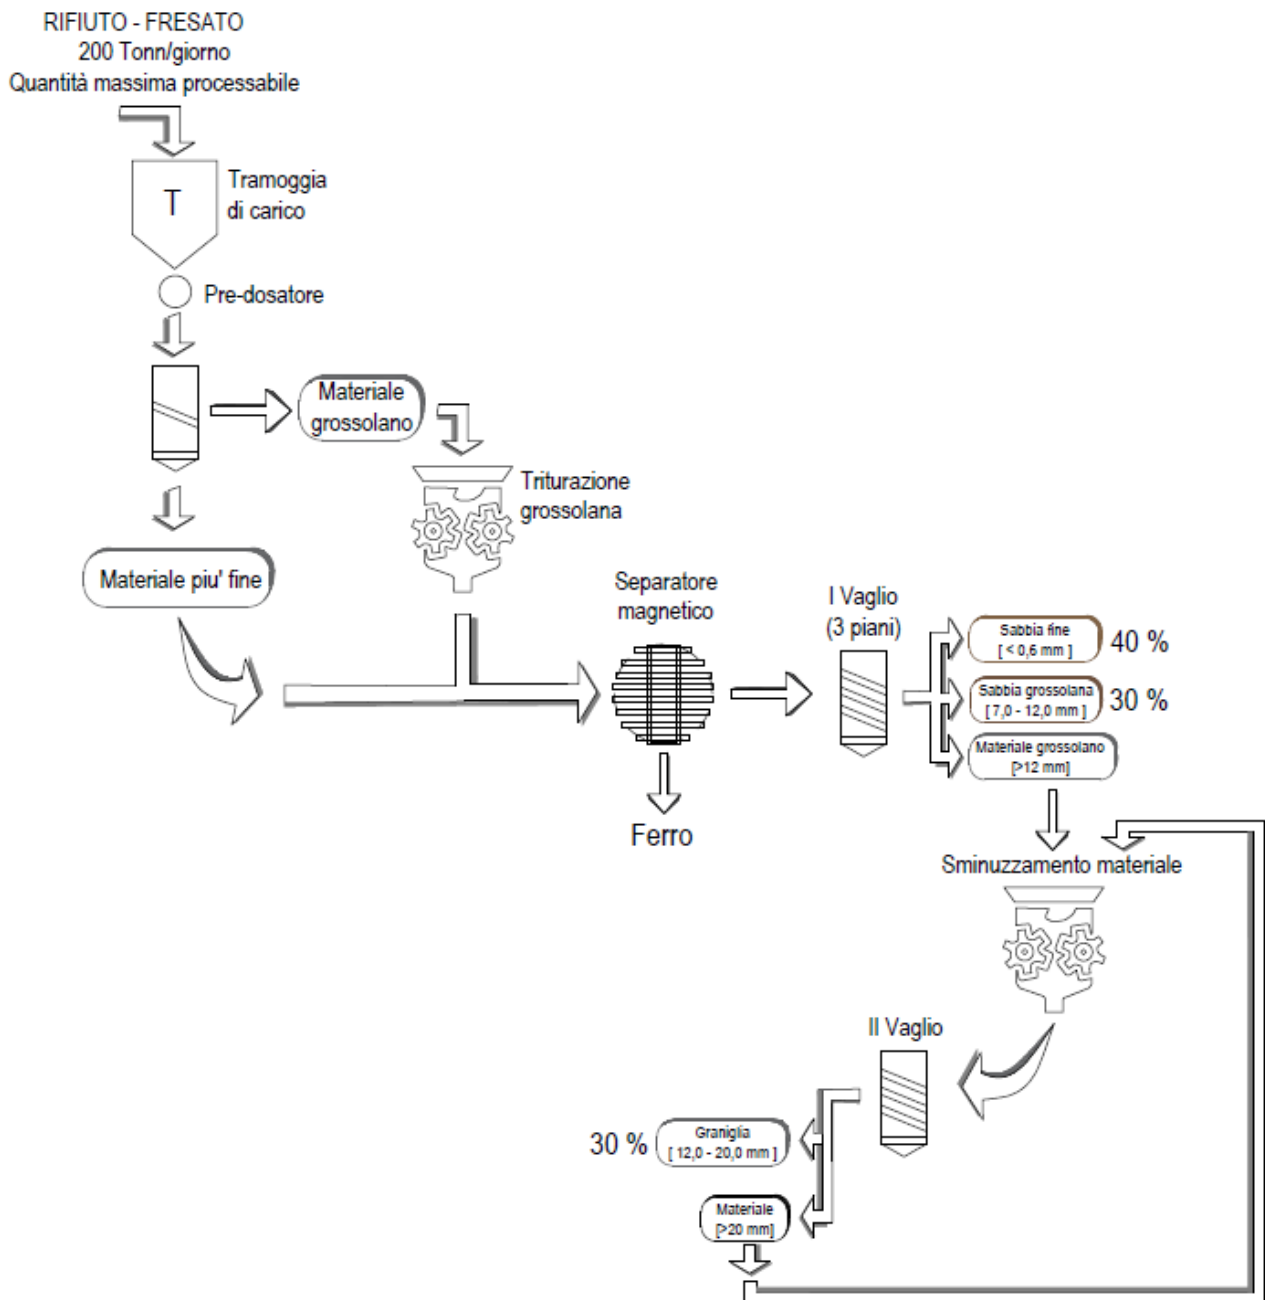 RIFIUTO - FRESATO
200 Tonn/giorno
Quantità massima processabile
T
Tramoggia
di carico
Pre-dosatore
Materiale
grossolano
Triturazione
grossolana
Materiale piu' fine
Separatore
magnetico
Ferro
I Vaglio
(3 piani)
Sabbia fine
[ < 0,6 mm ]
40 %
Sabbia grossolana
[ 7,0 - 12,0 mm ]
30 %
Materiale grossolano
[>12 mm]
Sminuzzamento materiale
II Vaglio
30 %
Graniglia
[ 12,0 - 20,0 mm ]
Materiale
[>20 mm]